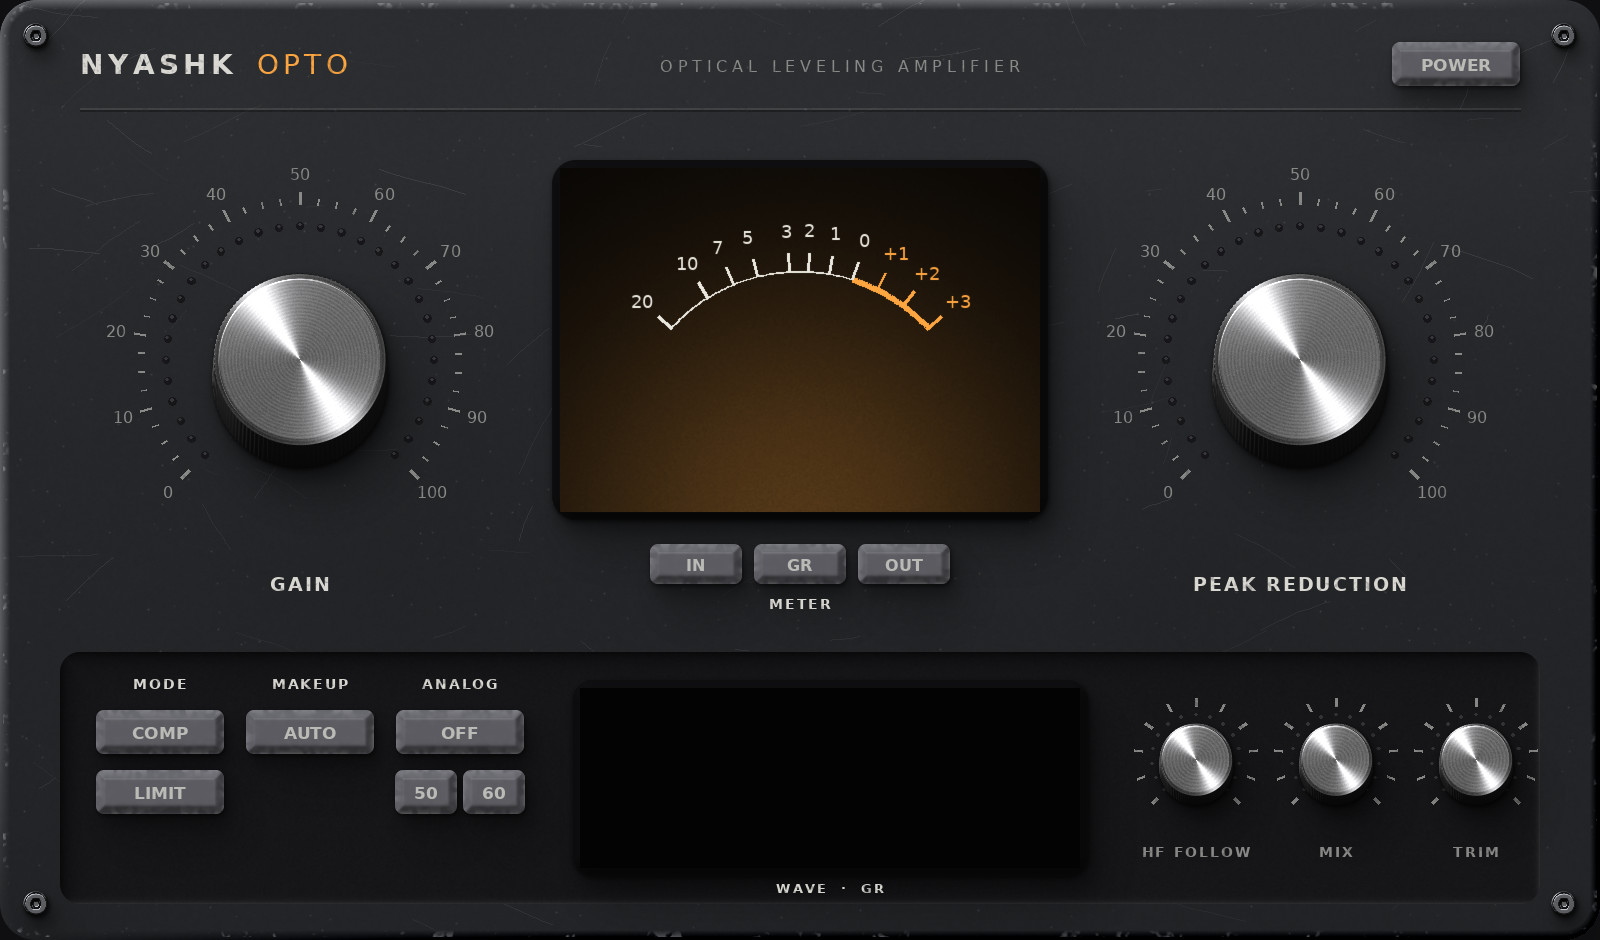 NYASHK OPTO
OPTICAL LEVELING AMPLIFIER
POWER
0 10 20 30 40 50 60 70 80 90 100
GAIN
20 10 7 5 3 2 1 0 +1 +2 +3
IN GR OUT
METER
0 10 20 30 40 50 60 70 80 90 100
PEAK REDUCTION
MODE
COMP
LIMIT
MAKEUP
AUTO
ANALOG
OFF
50 60
WAVE · GR
HF FOLLOW
MIX
TRIM